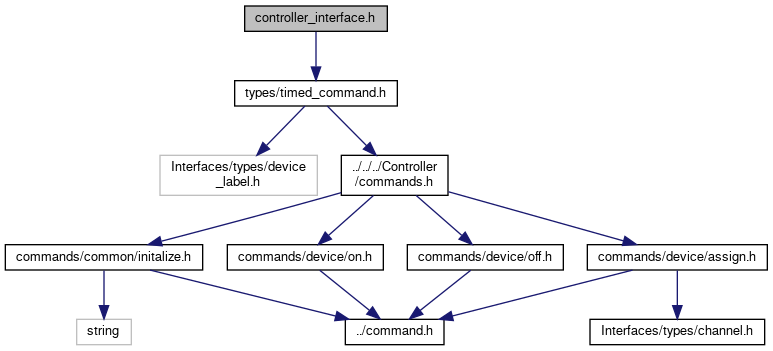 controller_interface.h
types/timed_command.h
Interfaces/types/device
_label.h
../../../Controller
/commands.h
commands/common/initalize.h
commands/device/on.h
commands/device/off.h
commands/device/assign.h
string
../command.h
Interfaces/types/channel.h